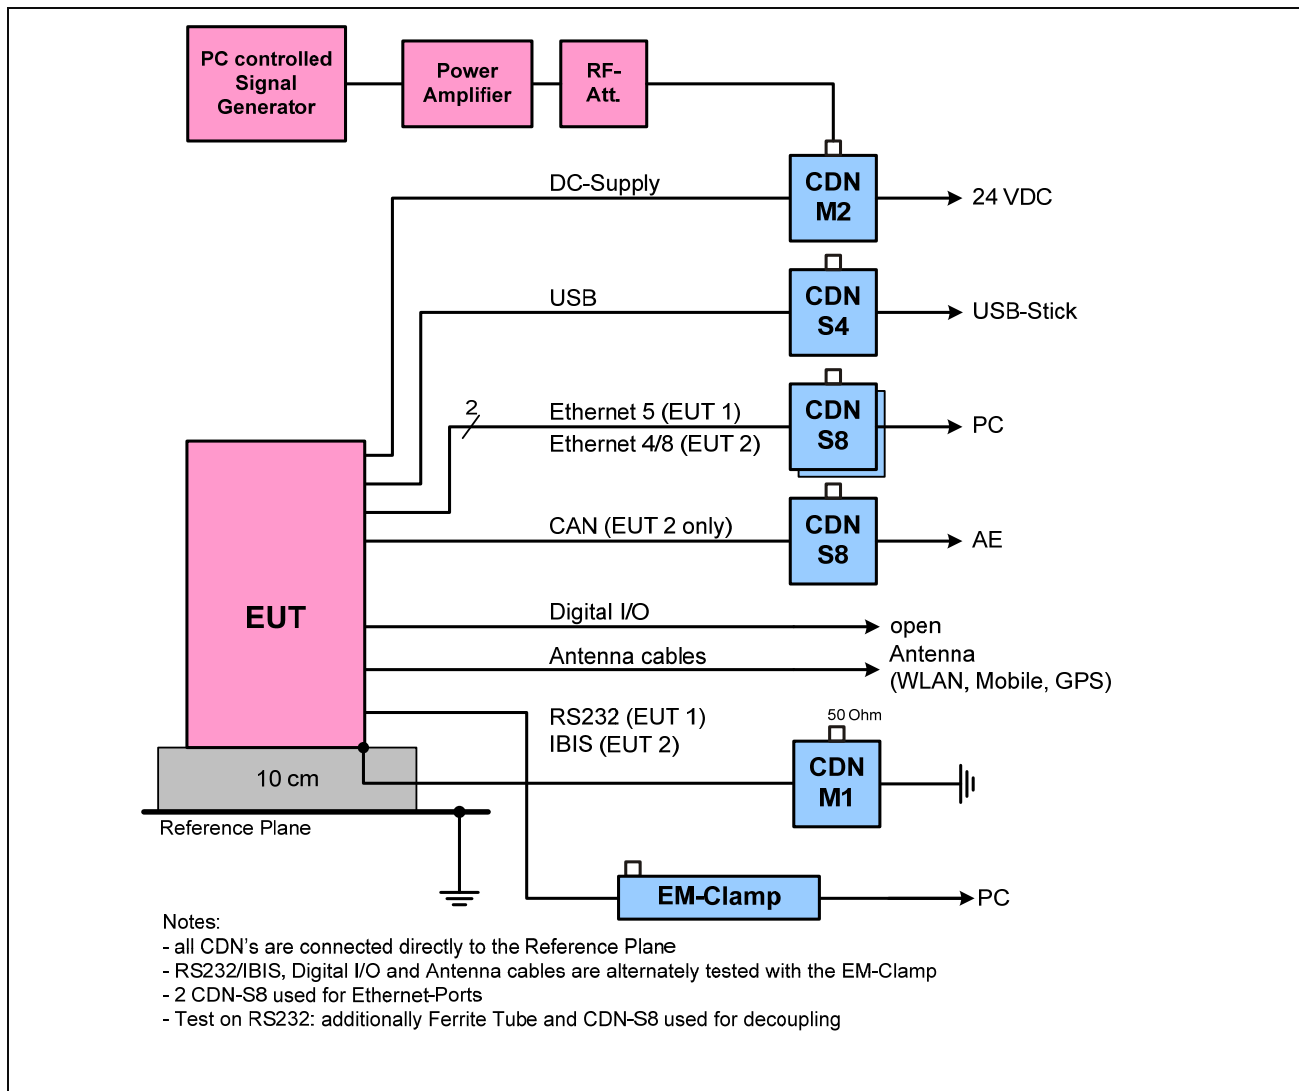 PC controlled
Signal
Generator
Power
Amplifier
RF-
Att.
DC-Supply
CDN
M2
24 VDC
USB
CDN
S4
USB-Stick
2
Ethernet 5 (EUT 1)
Ethernet 4/8 (EUT 2)
CDN
S8
PC
CAN (EUT 2 only)
CDN
S8
AE
EUT
Digital I/O
open
Antenna cables
Antenna
(WLAN, Mobile, GPS)
RS232 (EUT 1)
IBIS (EUT 2)
50 Ohm
CDN
M1
10 cm
Reference Plane
EM-Clamp
PC
Notes:
- all CDN's are connected directly to the Reference Plane
- RS232/IBIS, Digital I/O and Antenna cables are alternately tested with the EM-Clamp
- 2 CDN-S8 used for Ethernet-Ports
- Test on RS232: additionally Ferrite Tube and CDN-S8 used for decoupling